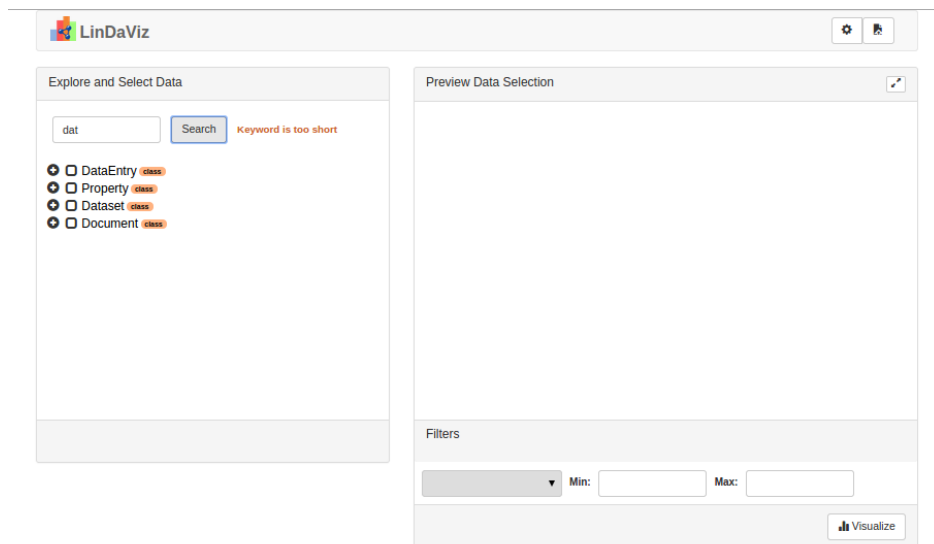 LinDaViz
Explore and Select Data
dat
Search
Keyword is too short
DataEntry class
Property class
Dataset class
Document class
Preview Data Selection
Filters
Min:
Max:
Visualize